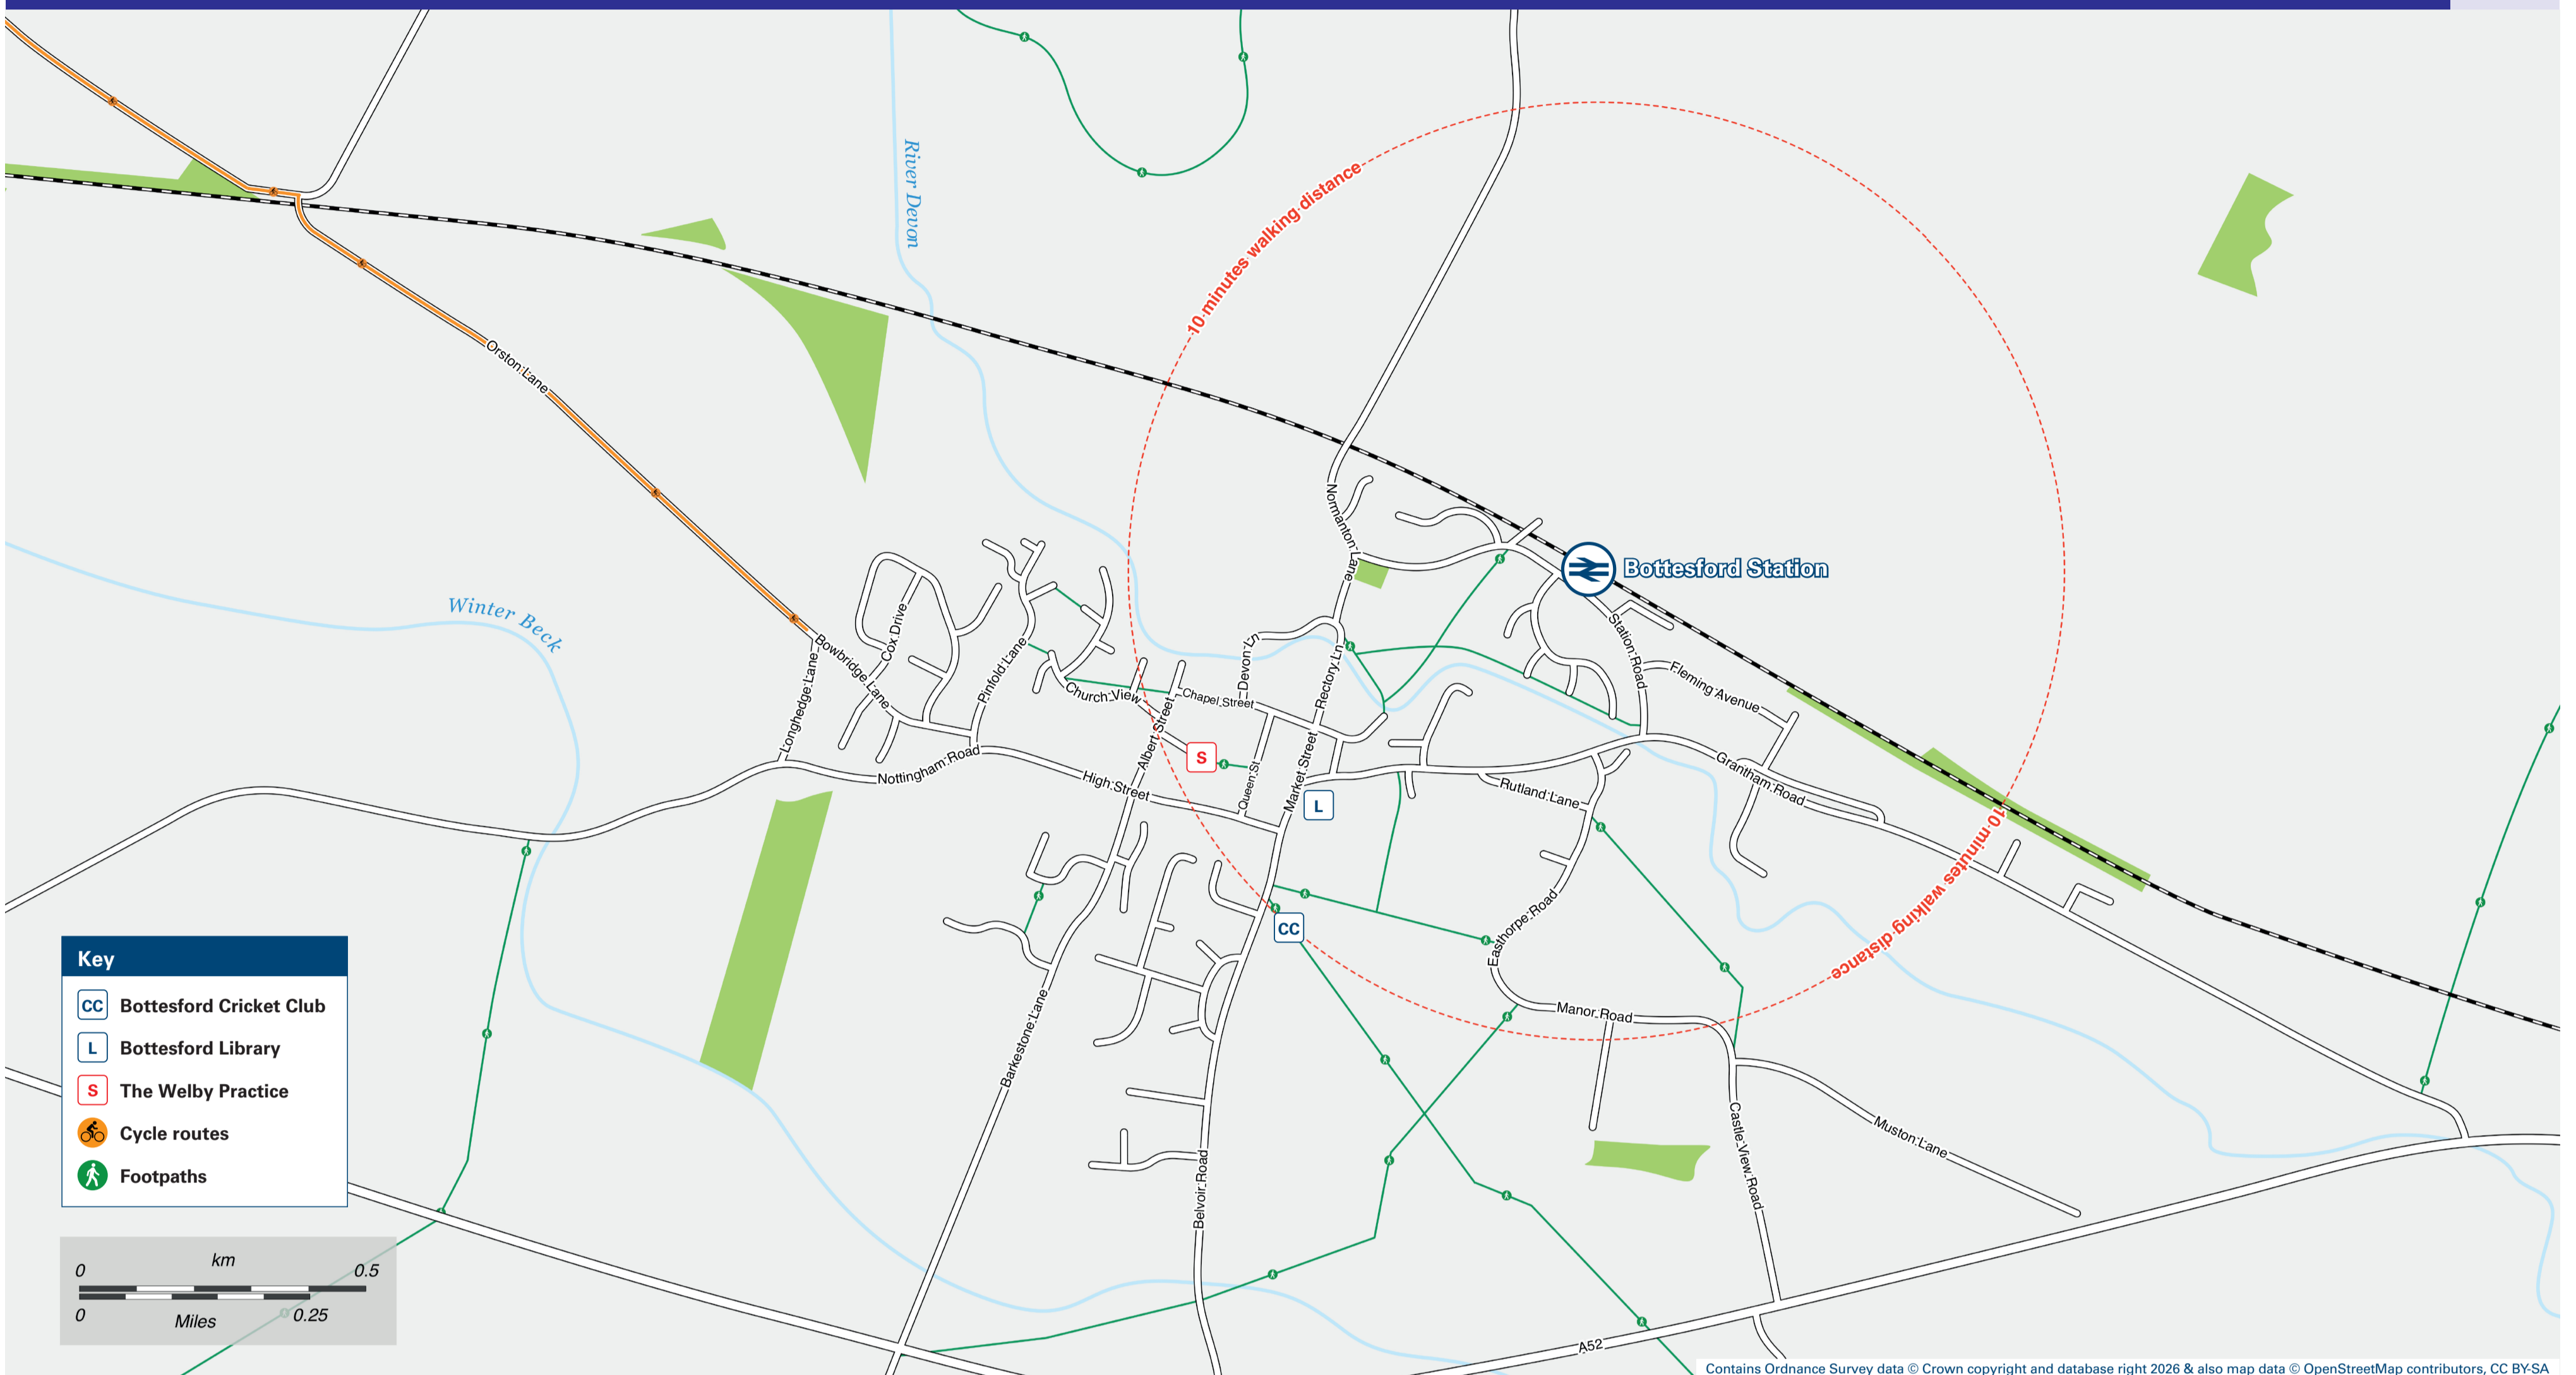 10 minutes walking distance
River Devon
Orston Lane
Winter Beck
Normanton Lane
Bottesford Station
Station Road
Fleming Avenue
Cox Drive
Bowbridge Lane
Longhedge Lane
Pinfold Lane
Church View
Chapel Street
Devon Ln
Rectory Ln
Albert Street
S
Queen St
Market Street
L
Nottingham Road
High Street
Rutland Lane
Grantham Road
10 minutes walking distance
CC
Easthorpe Road
Manor Road
Barkestone Lane
Belvoir Road
Castle View Road
Muston Lane
A52
Key
CC Bottesford Cricket Club
L Bottesford Library
S The Welby Practice
Cycle routes
Footpaths
km
0 0.5
0 0.25
Miles
Contains Ordnance Survey data © Crown copyright and database right 2026 & also map data © OpenStreetMap contributors, CC BY-SA